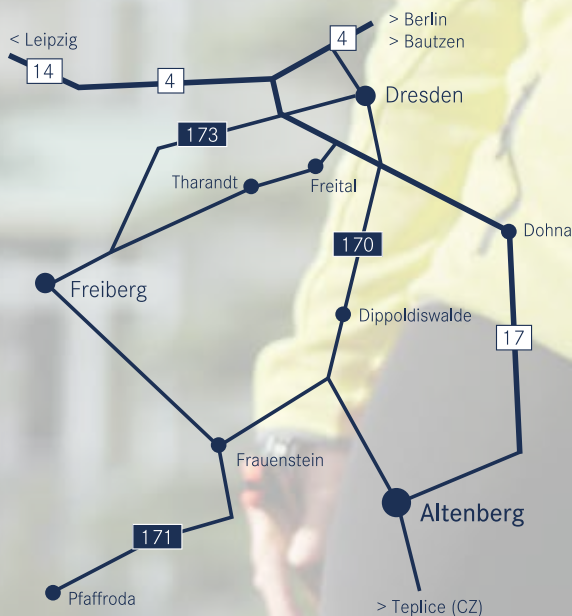 > Berlin
> Bautzen
< Leipzig
4
14
4
Dresden
173
Tharandt
Freital
170
Dohna
Freiberg
Dippoldiswalde
17
Frauenstein
Altenberg
171
Pfaffroda
> Teplice (CZ)